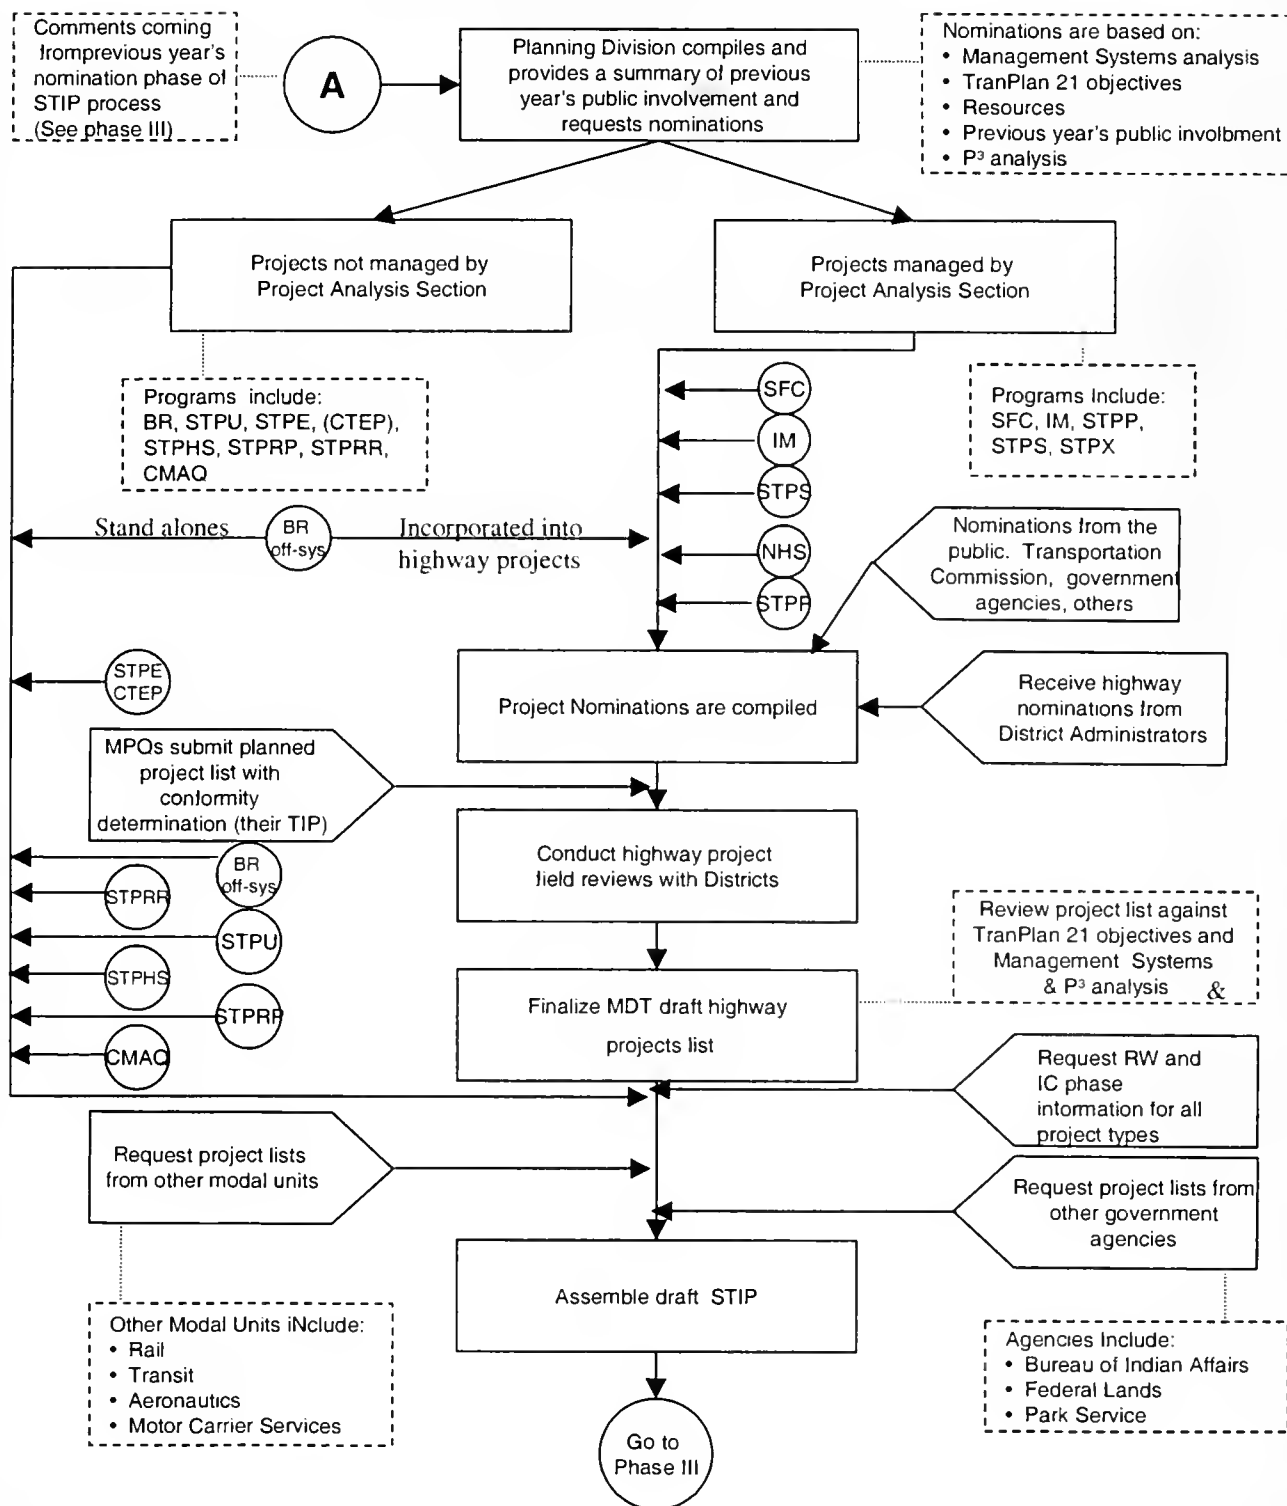 Comments coming
fromprevious year's
nomination phase of
STIP process
(See phase III)
A
Planning Division compiles and
provides a summary of previous
year's public involvement and
requests nominations
Nominations are based on:
• Management Systems analysis
• TranPlan 21 objectives
• Resources
• Previous year's public involbment
• P³ analysis
Projects not managed by
Project Analysis Section
Projects managed by
Project Analysis Section
Programs include:
BR, STPU, STPE, (CTEP),
STPHS, STPRP, STPRR,
CMAQ
SFC
IM
STPS
NHS
STPP
Programs Include:
SFC, IM, STPP,
STPS, STPX
Stand alones
BR
off-sys
Incorporated into
highway projects
Nominations from the
public. Transportation
Commission, government
agencies, others
STPE
CTEP
Project Nominations are compiled
Receive highway
nominations from
District Administrators
MPOs submit planned
project list with
conformity
determination (their TIP)
Conduct highway project
field reviews with Districts
BR
off-sys
STPRR
STPU
STPHS
STPRP
CMAQ
Review project list against
TranPlan 21 objectives and
Management Systems
& P³ analysis &
Finalize MDT draft highway
projects list
Request RW and
IC phase
information for all
project types
Request project lists
from other modal units
Request project lists from
other government
agencies
Assemble draft STIP
Other Modal Units iNclude:
• Rail
• Transit
• Aeronautics
• Motor Carrier Services
Agencies Include:
• Bureau of Indian Affairs
• Federal Lands
• Park Service
Go to
Phase III